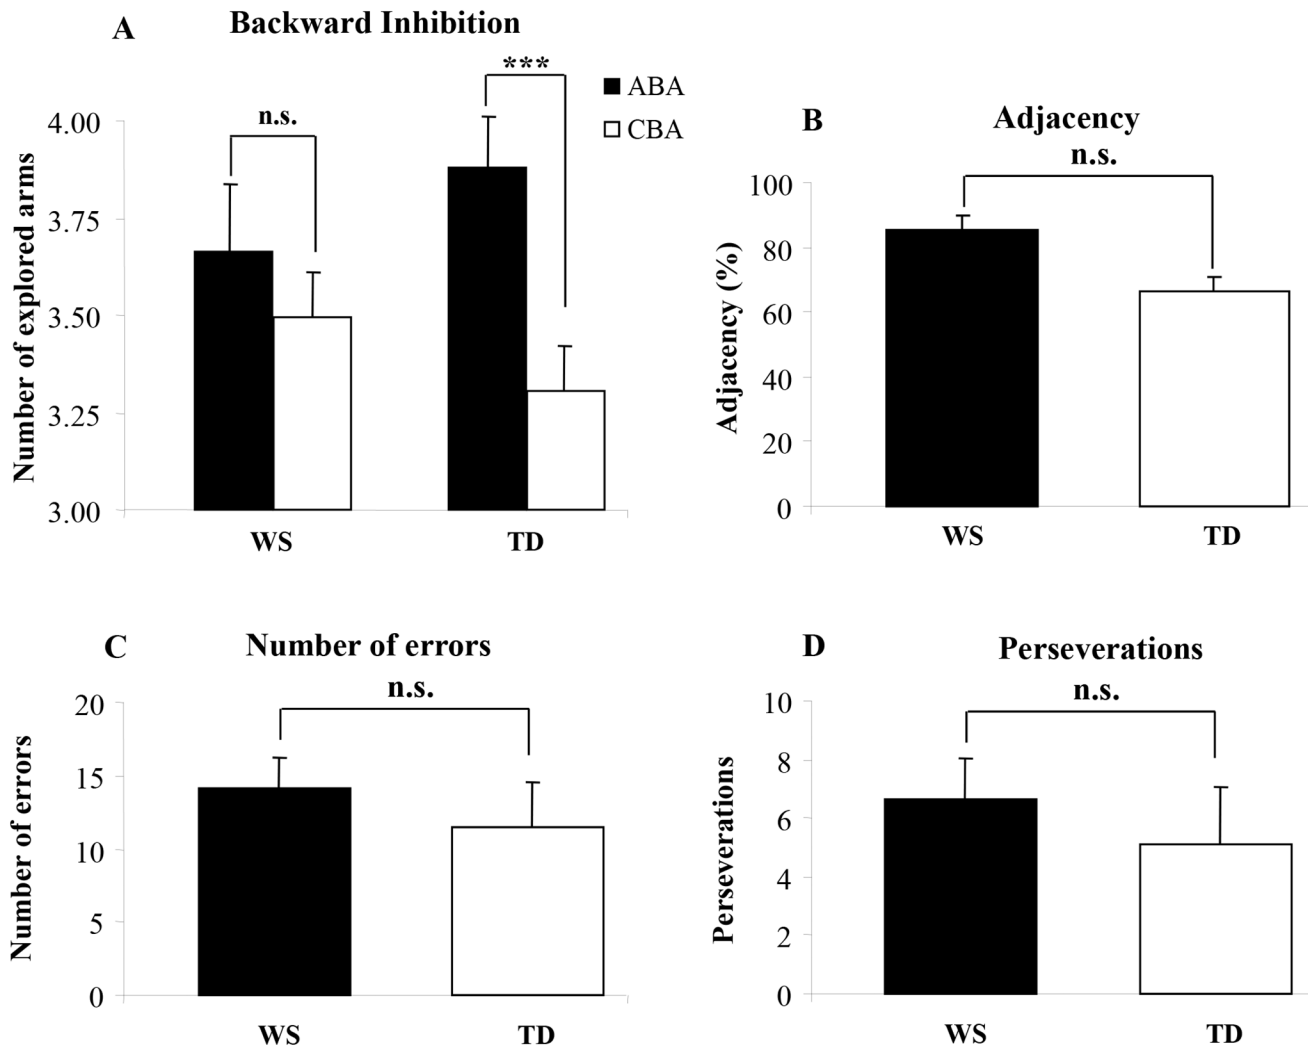 A
Backward Inhibition
***
ABA
CBA
n.s.
Number of explored arms
4.00
3.75
3.50
3.25
3.00
WS
TD
B
Adjacency
n.s.
Adjacency (%)
100
80
60
40
20
0
WS
TD
C
Number of errors
n.s.
Number of errors
20
15
10
5
0
WS
TD
D
Perseverations
n.s.
Perseverations
10
8
6
4
2
0
WS
TD